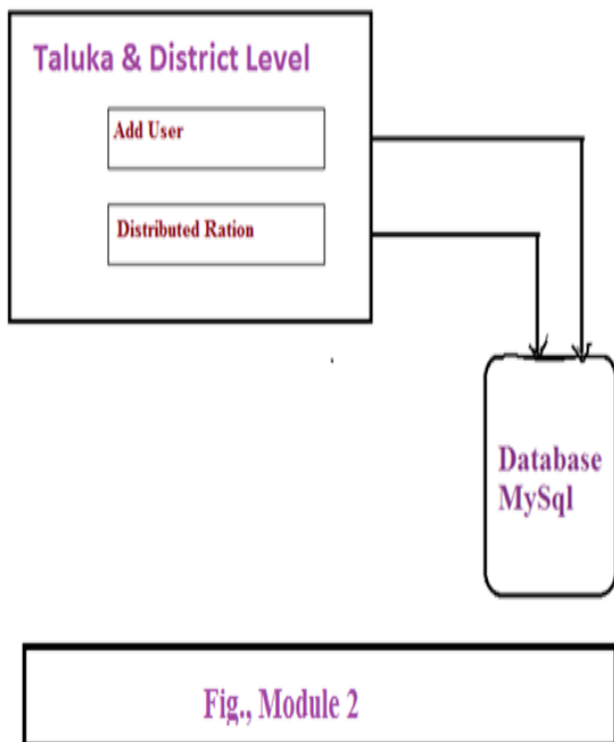 Taluka & District Level
Add User
Distributed Ration
Database
MySql
Fig., Module 2